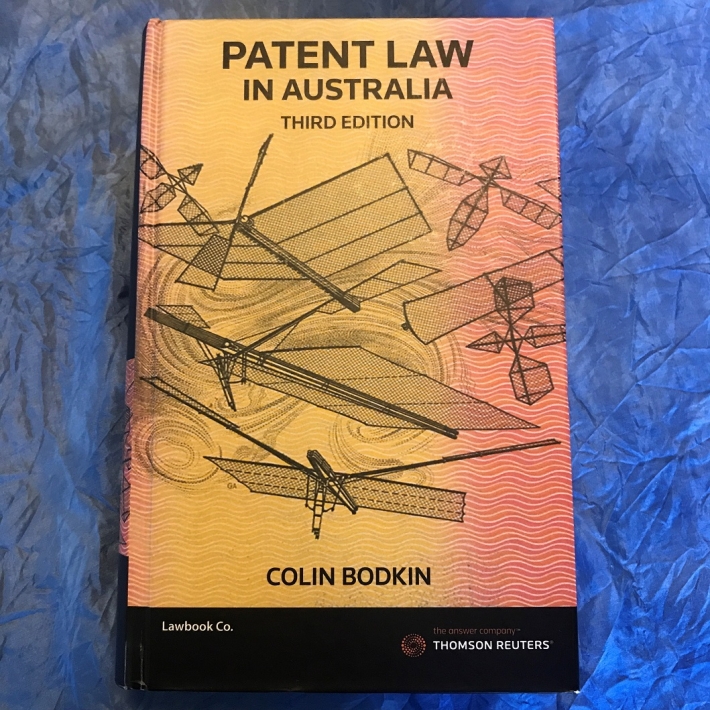 PATENT LAW
IN AUSTRALIA
THIRD EDITION
COLIN BODKIN
Lawbook Co.
the answer company™
THOMSON REUTERS®